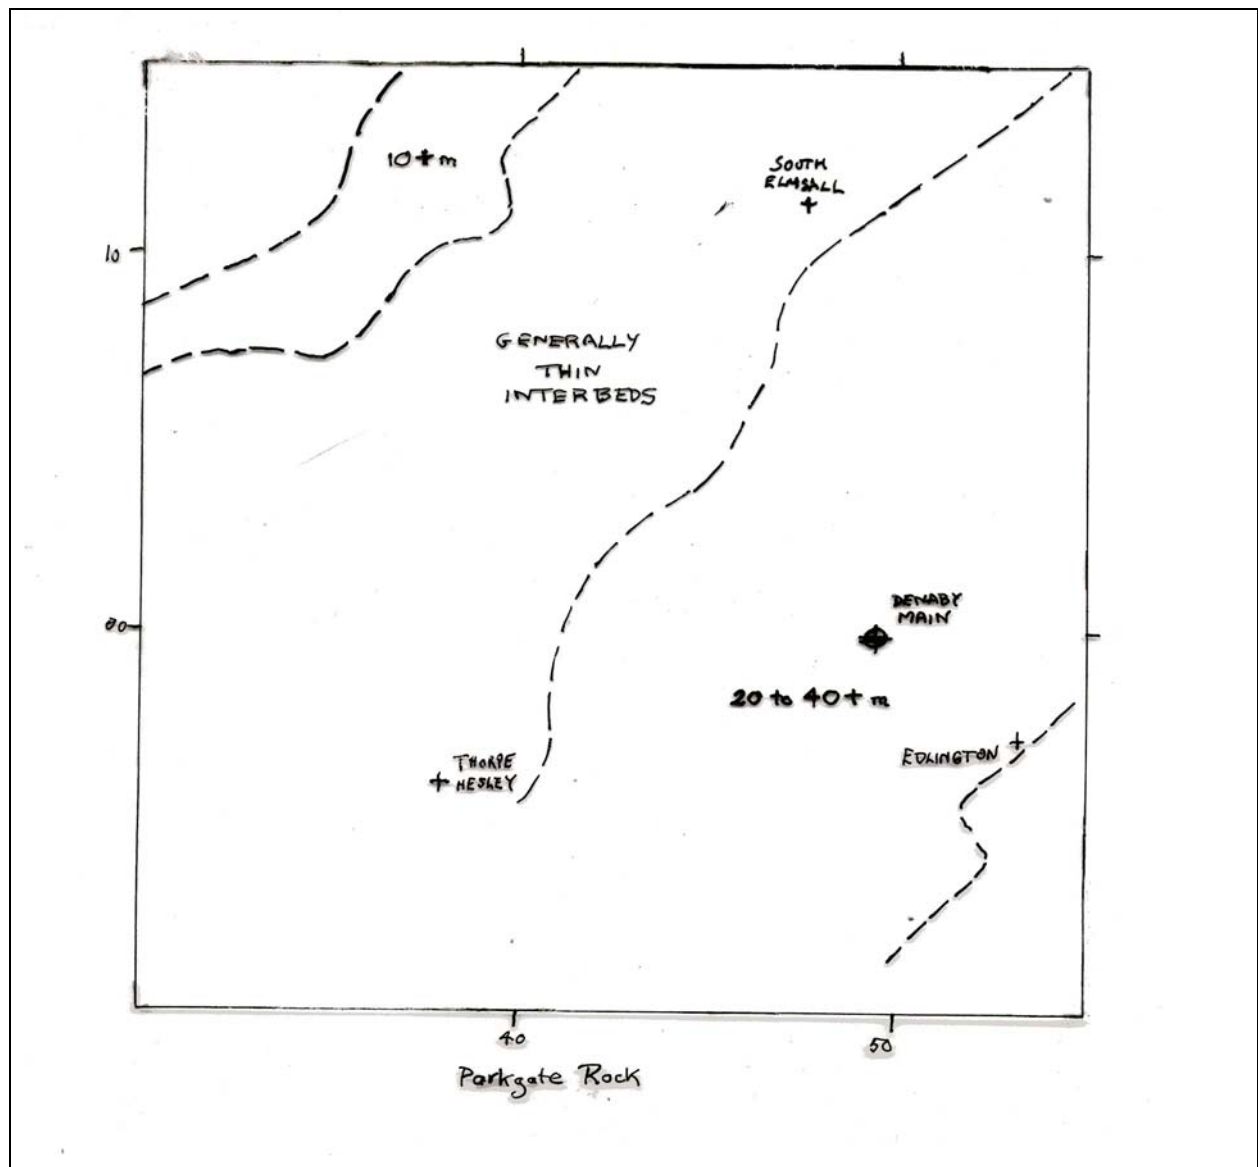 10+m
SOUTH
ELMSALL
10
GENERALLY
THIN
INTERBEDS
00
DENABY
MAIN
20 to 40+ m
EDLINGTON
THORPE
HESLEY
40
50
Parkgate Rock